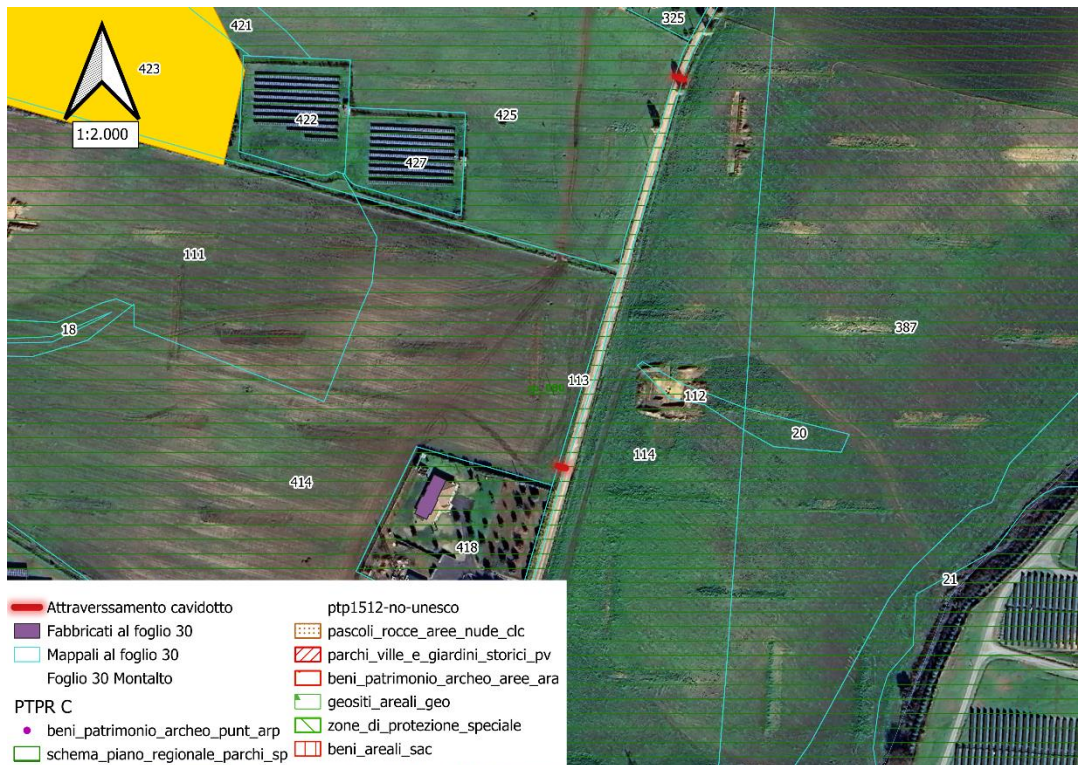 325
421
423
425
1:2.000
422
427
111
18
387
113
112
20
114
414
418
21
Attraverssamento cavidotto
Fabbricati al foglio 30
Mappali al foglio 30
Foglio 30 Montalto
PTPR C
beni_patrimonio_archeo_punt_arp
schema_piano_regionale_parchi_sp
ptp1512-no-unesco
pascoli_rocce_aree_nude_clc
parchi_ville_e_giardini_storici_pv
beni_patrimonio_archeo_aree_ara
geositi_areali_geo
zone_di_protezione_speciale
beni_areali_sac